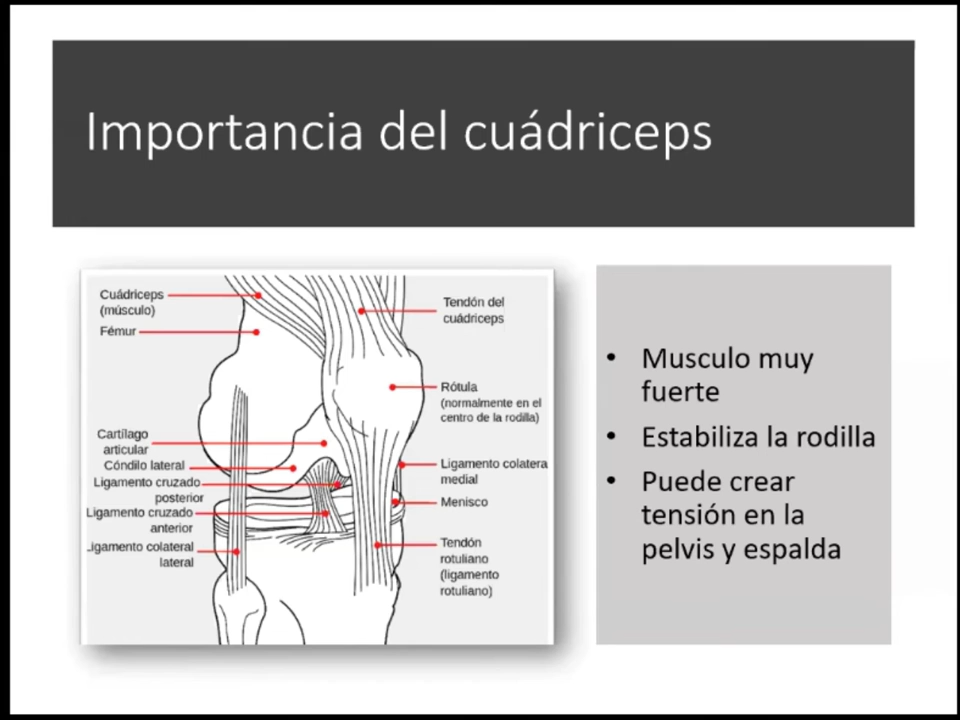 Importancia del cuádriceps
Cuádriceps
(músculo)
Fémur
Cartílago
articular
Cóndilo lateral
Ligamento cruzado
posterior
Ligamento cruzado
anterior
Ligamento colateral
lateral
Tendón del
cuádriceps
Rótula
(normalmente en el
centro de la rodilla)
Ligamento colatera
medial
Menisco
Tendón
rotuliano
(ligamento
rotuliano)
• Musculo muy
fuerte
• Estabiliza la rodilla
• Puede crear
tensión en la
pelvis y espalda